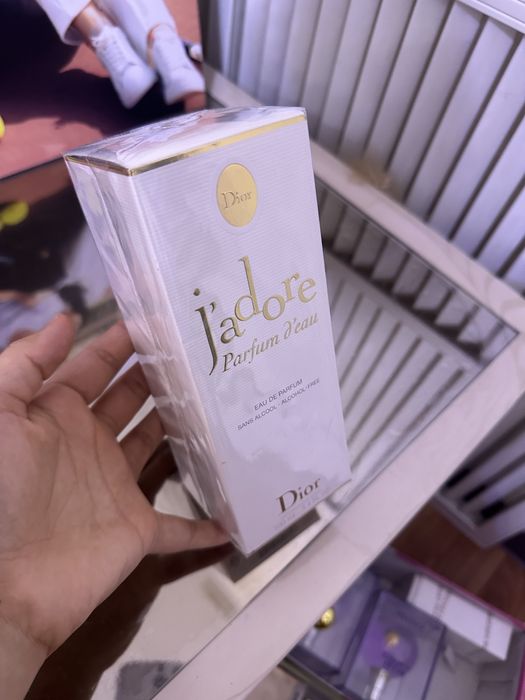 Dior
j'adore
Parfum d'eau
EAU DE PARFUM
SANS ALCOOL - ALCOHOL-FREE
Dior